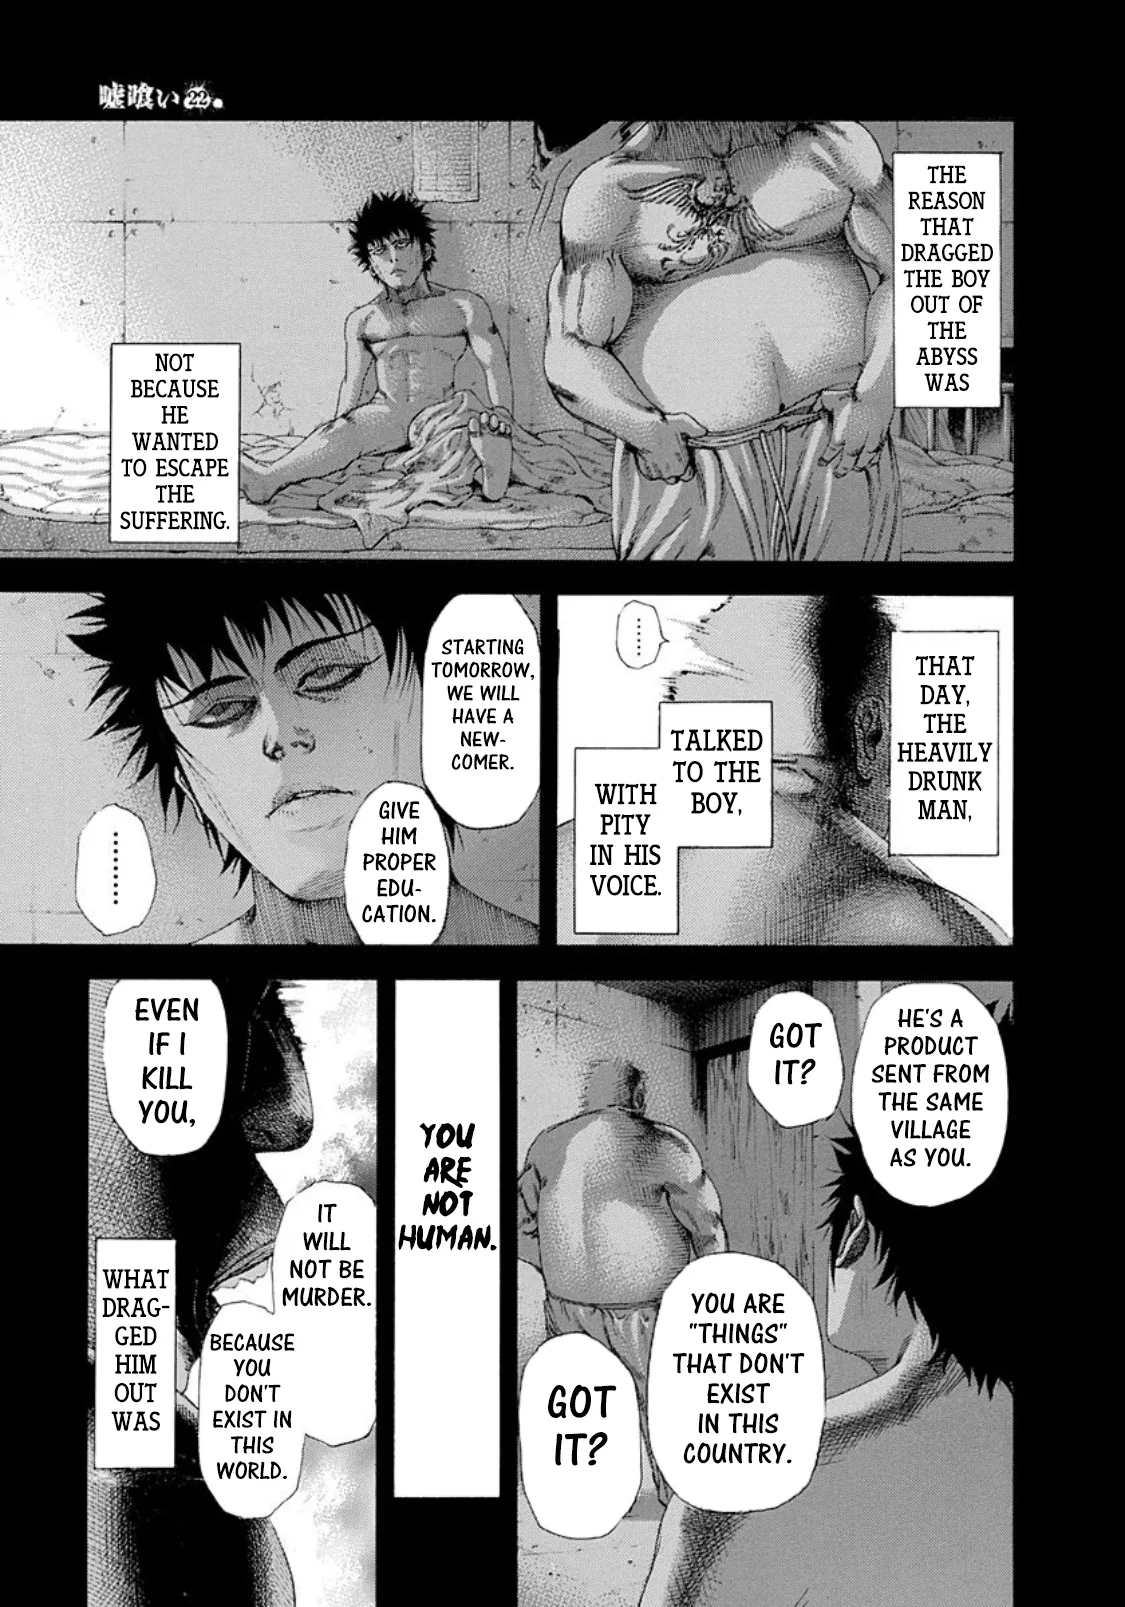 嘘喰い 22.
THE
REASON
THAT
DRAGGED
THE BOY
OUT OF
THE
ABYSS
WAS
NOT
BECAUSE
HE
WANTED
TO ESCAPE
THE
SUFFERING.
THAT
DAY,
THE
HEAVILY
DRUNK
MAN,
TALKED
TO THE
BOY,
WITH
PITY
IN HIS
VOICE.
......
STARTING
TOMORROW,
WE WILL
HAVE A
NEW-
COMER.
GIVE
HIM
PROPER
EDU-
CATION.
.........
HE'S A
PRODUCT
SENT FROM
THE SAME
VILLAGE
AS YOU.
GOT
IT?
YOU ARE
"THINGS"
THAT DON'T
EXIST
IN THIS
COUNTRY.
GOT
IT?
YOU
ARE
NOT
HUMAN.
EVEN
IF I
KILL
YOU,
IT
WILL
NOT BE
MURDER.
BECAUSE
YOU
DON'T
EXIST IN
THIS
WORLD.
WHAT
DRAG-
GED
HIM
OUT
WAS